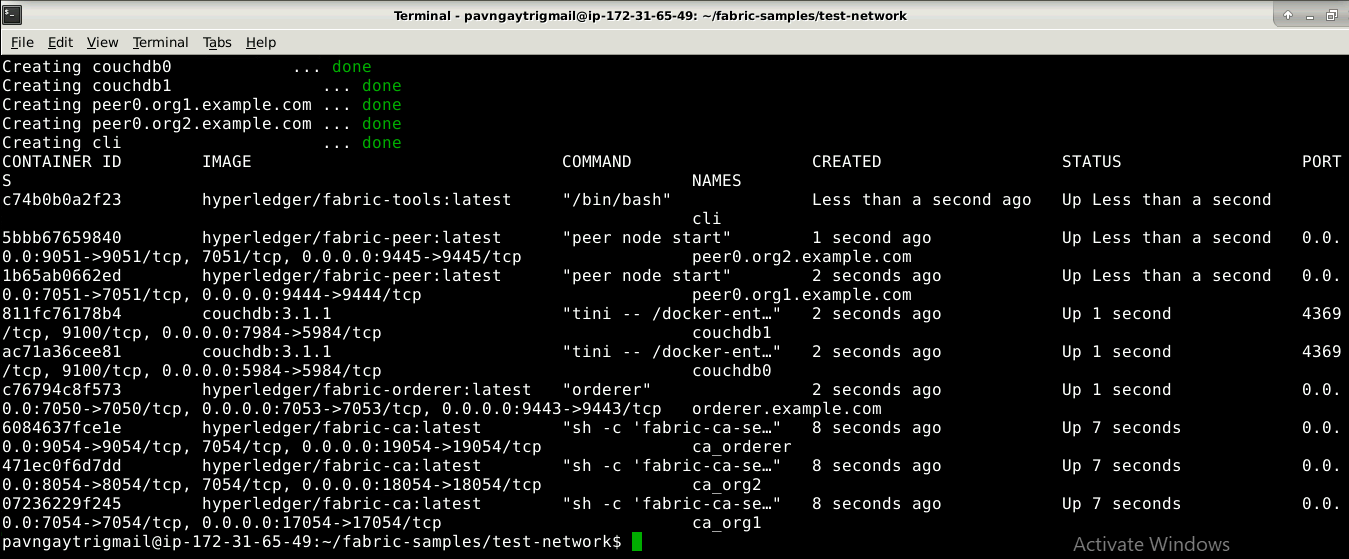 Terminal - pavngaytrigmail@ip-172-31-65-49: ~/fabric-samples/test-network
File Edit View Terminal Tabs Help
Creating couchdb0 ... done
Creating couchdb1 ... done
Creating peer0.org1.example.com ... done
Creating peer0.org2.example.com ... done
Creating cli ... done
CONTAINER ID IMAGE COMMAND CREATED STATUS PORT
S NAMES
c74b0b0a2f23 hyperledger/fabric-tools:latest "/bin/bash" Less than a second ago Up Less than a second
cli
5bbb67659840 hyperledger/fabric-peer:latest "peer node start" 1 second ago Up Less than a second 0.0.
0.0:9051->9051/tcp, 7051/tcp, 0.0.0.0:9445->9445/tcp peer0.org2.example.com
1b65ab0662ed hyperledger/fabric-peer:latest "peer node start" 2 seconds ago Up Less than a second 0.0.
0.0:7051->7051/tcp, 0.0.0.0:9444->9444/tcp peer0.org1.example.com
811fc76178b4 couchdb:3.1.1 "tini -- /docker-ent…" 2 seconds ago Up 1 second 4369
/tcp, 9100/tcp, 0.0.0.0:7984->5984/tcp couchdb1
ac71a36cee81 couchdb:3.1.1 "tini -- /docker-ent…" 2 seconds ago Up 1 second 4369
/tcp, 9100/tcp, 0.0.0.0:5984->5984/tcp couchdb0
c76794c8f573 hyperledger/fabric-orderer:latest "orderer" 2 seconds ago Up 1 second 0.0.
0.0:7050->7050/tcp, 0.0.0.0:7053->7053/tcp, 0.0.0.0:9443->9443/tcp orderer.example.com
6084637fce1e hyperledger/fabric-ca:latest "sh -c 'fabric-ca-se…" 8 seconds ago Up 7 seconds 0.0.
0.0:9054->9054/tcp, 7054/tcp, 0.0.0.0:19054->19054/tcp ca_orderer
471ec0f6d7dd hyperledger/fabric-ca:latest "sh -c 'fabric-ca-se…" 8 seconds ago Up 7 seconds 0.0.
0.0:8054->8054/tcp, 7054/tcp, 0.0.0.0:18054->18054/tcp ca_org2
07236229f245 hyperledger/fabric-ca:latest "sh -c 'fabric-ca-se…" 8 seconds ago Up 7 seconds 0.0.
0.0:7054->7054/tcp, 0.0.0.0:17054->17054/tcp ca_org1
pavngaytrigmail@ip-172-31-65-49:~/fabric-samples/test-network$
Activate Windows